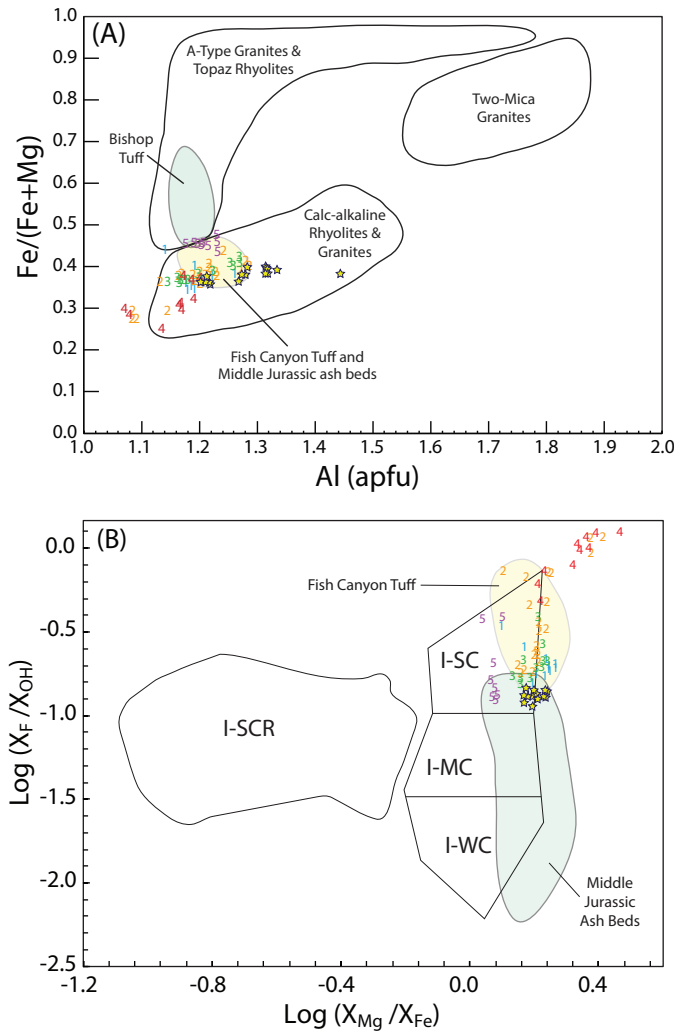 (A)
A-Type Granites &
Topaz Rhyolites
Two-Mica
Granites
Bishop
Tuff
Calc-alkaline
Rhyolites &
Granites
Fish Canyon Tuff and
Middle Jurassic ash beds
Fe/(Fe+Mg)
1.0
0.9
0.8
0.7
0.6
0.5
0.4
0.3
0.2
0.1
0.0
1.0 1.1 1.2 1.3 1.4 1.5 1.6 1.7 1.8 1.9 2.0
Al (apfu)
(B)
Fish Canyon Tuff
I-SC
I-SCR
I-MC
I-WC
Middle
Jurassic
Ash Beds
Log (XF /XOH)
0.0
-0.5
-1.0
-1.5
-2.0
-2.5
-1.2 -0.8 -0.4 0.0 0.4
Log (XMg /XFe)